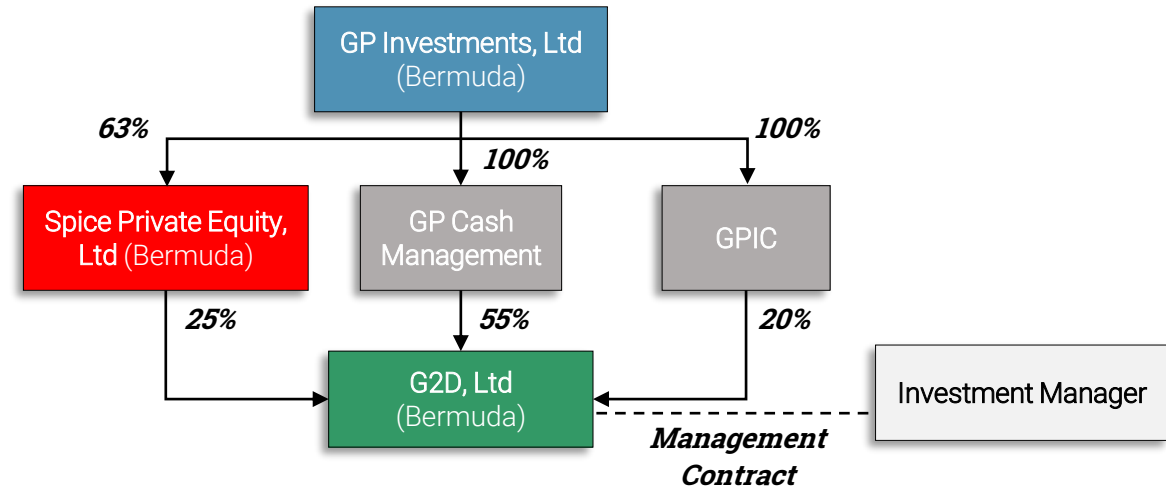 GP Investments, Ltd
(Bermuda)
63%
100%
100%
Spice Private Equity,
Ltd (Bermuda)
GP Cash
Management
GPIC
25%
55%
20%
G2D, Ltd
(Bermuda)
Investment Manager
Management
Contract